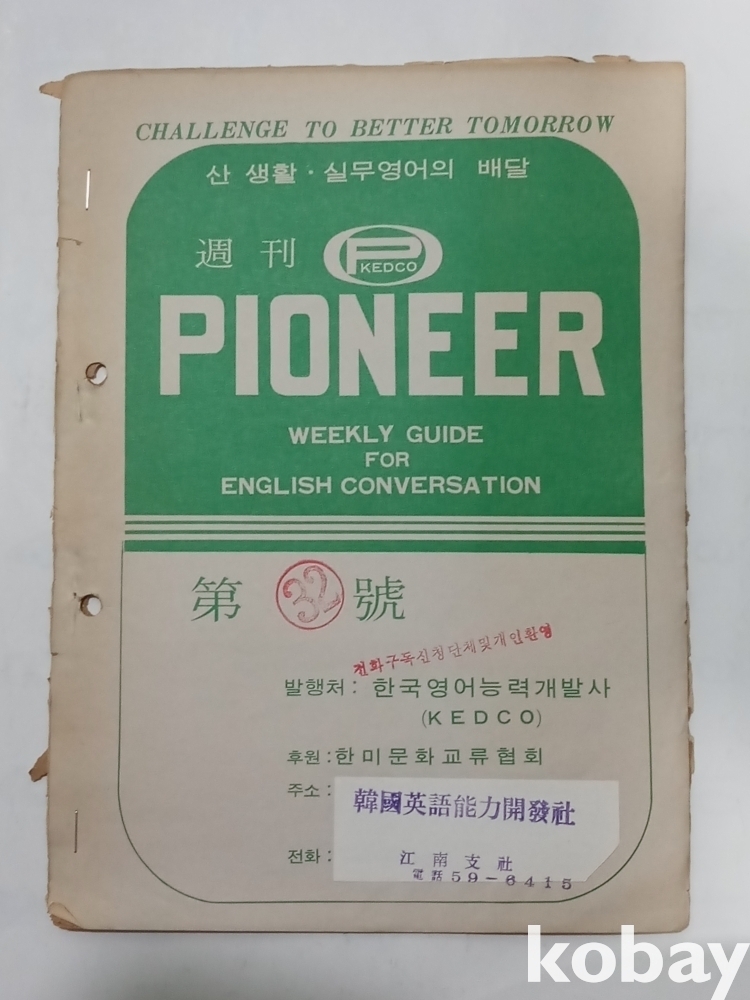 CHALLENGE TO BETTER TOMORROW
산 생활·실무영어의 배달
週刊 P KEDCO
PIONEER
WEEKLY GUIDE
FOR
ENGLISH CONVERSATION
第 32 號
전화구독신청단체및개인환영
발행처: 한국영어능력개발사
(KEDCO)
후원: 한미문화교류협회
주소:
韓國英語能力開發社
전화:
江南支社
電話 59-6415
kobay